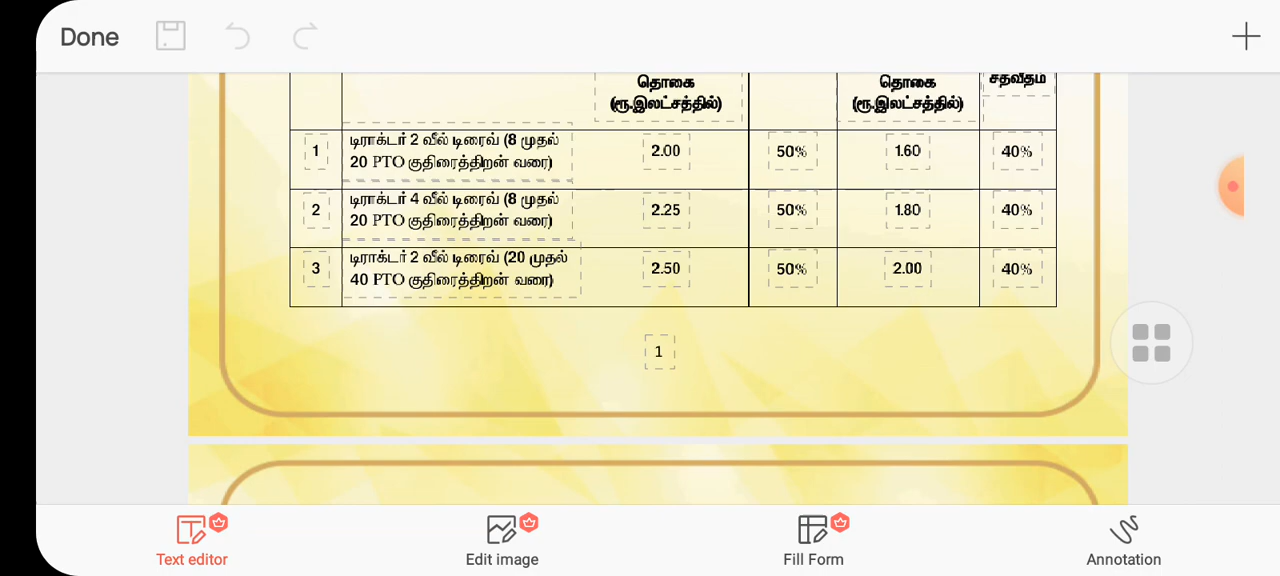 Done
தொகை தொகை சதவீதம்
(ரூ.இலட்சத்தில்) (ரூ.இலட்சத்தில்)
1 டிராக்டர் 2 வீல் டிரைவ் (8 முதல் 20 PTO குதிரைத்திறன் வரை) 2.00 50% 1.60 40%
2 டிராக்டர் 4 வீல் டிரைவ் (8 முதல் 20 PTO குதிரைத்திறன் வரை) 2.25 50% 1.80 40%
3 டிராக்டர் 2 வீல் டிரைவ் (20 முதல் 40 PTO குதிரைத்திறன் வரை) 2.50 50% 2.00 40%
1
Text editor Edit image Fill Form Annotation